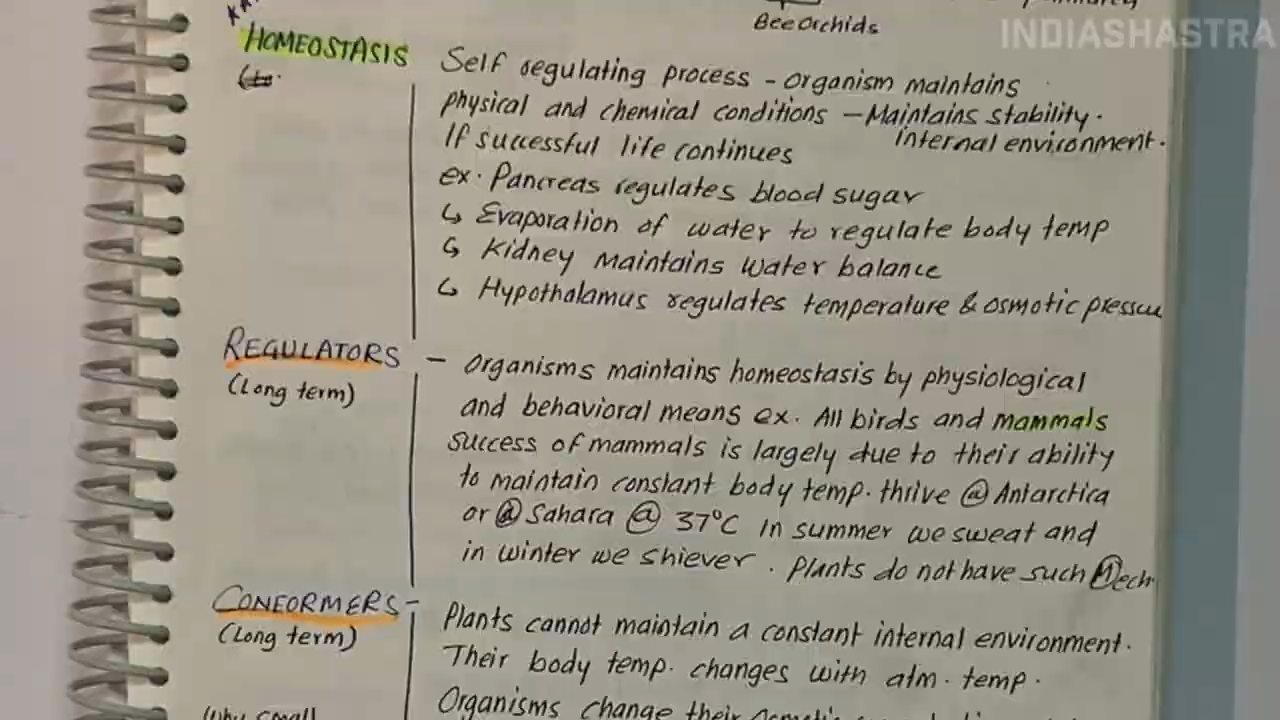 Bee Orchids
INDIASHASTRA
HOMEOSTASIS
Self regulating process - organism maintains
physical and chemical conditions - Maintains stability.
Internal environment.
If successful life continues
ex. Pancreas regulates blood sugar
↳ Evaporation of water to regulate body temp
↳ Kidney maintains water balance
↳ Hypothalamus regulates temperature & osmotic pressu
REGULATORS
(Long term)
- Organisms maintains homeostasis by physiological
and behavioral means ex. All birds and mammals
success of mammals is largely due to their ability
to maintain constant body temp. thrive @ Antarctica
or @ Sahara @ 37°C In summer we sweat and
in winter we shiever. Plants do not have such Mech
CONFORMERS -
(Long term)
Plants cannot maintain a constant internal environment.
Their body temp. changes with atm. temp.
(Why small
Organisms change their